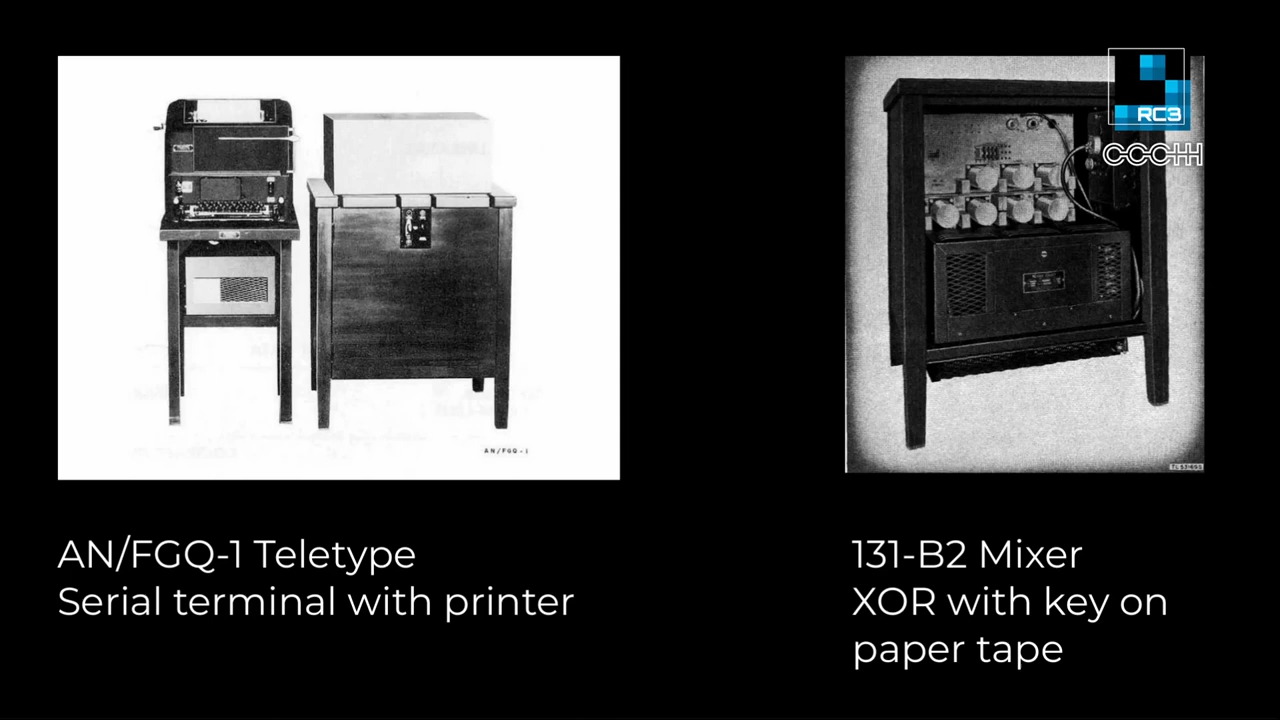 RC3
CCCHH
AN/FGQ-1
AN/FGQ-1 Teletype
Serial terminal with printer
131-B2 Mixer
XOR with key on
paper tape